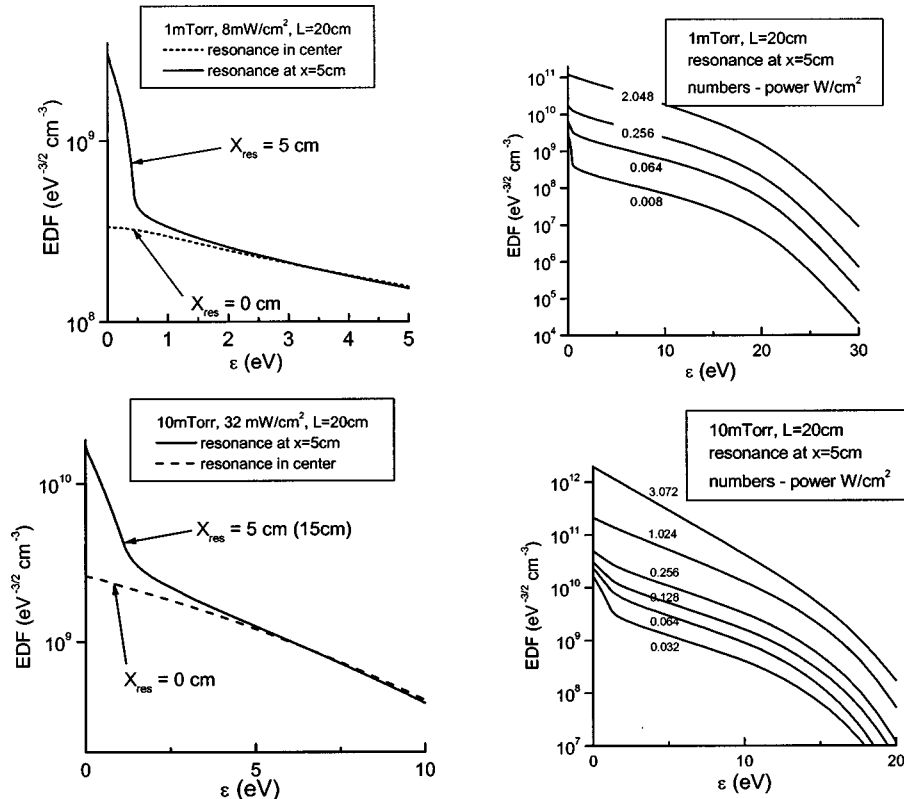 1mTorr, 8mW/cm², L=20cm
resonance in center
resonance at x=5cm
EDF (eV⁻³/² cm⁻³)
10⁹
10⁸
X_res = 5 cm
X_res = 0 cm
0 1 2 3 4 5
ε (eV)
1mTorr, L=20cm
resonance at x=5cm
numbers - power W/cm²
EDF (eV⁻³/² cm⁻³)
10¹¹
10¹⁰
10⁹
10⁸
10⁷
10⁶
10⁵
10⁴
2.048
0.256
0.064
0.008
0 10 20 30
ε (eV)
10mTorr, 32 mW/cm², L=20cm
resonance at x=5cm
resonance in center
EDF (eV⁻³/² cm⁻³)
10¹⁰
10⁹
X_res = 5 cm (15cm)
X_res = 0 cm
0 5 10
ε (eV)
10mTorr, L=20cm
resonance at x=5cm
numbers - power W/cm²
EDF (eV⁻³/² cm⁻³)
10¹²
10¹¹
10¹⁰
10⁹
10⁸
10⁷
3.072
1.024
0.256
0.128
0.064
0.032
0 10 20
ε (eV)